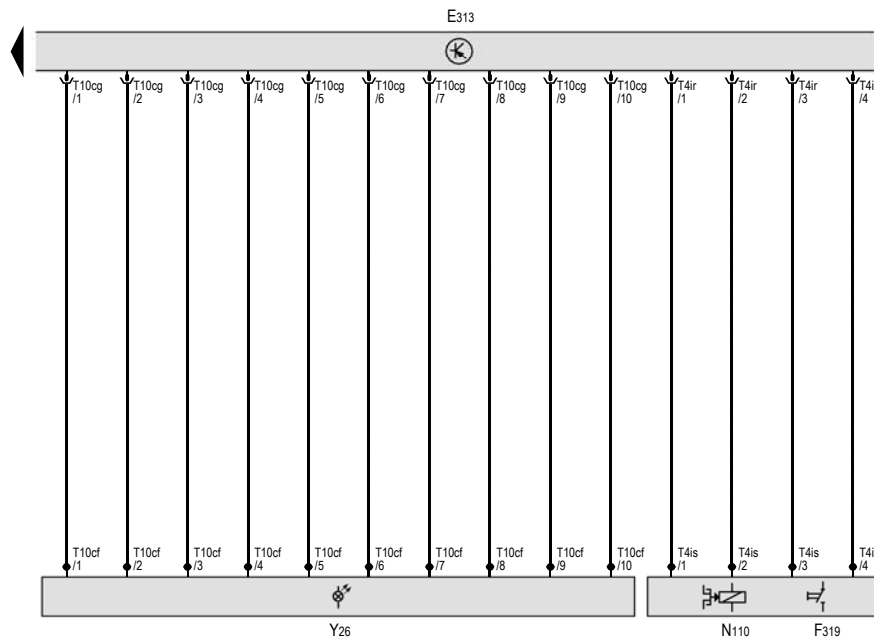 E313
T10cg /1
T10cg /2
T10cg /3
T10cg /4
T10cg /5
T10cg /6
T10cg /7
T10cg /8
T10cg /9
T10cg /10
T4ir /1
T4ir /2
T4ir /3
T4i /4
T10cf /1
T10cf /2
T10cf /3
T10cf /4
T10cf /5
T10cf /6
T10cf /7
T10cf /8
T10cf /9
T10cf /10
T4is /1
T4is /2
T4is /3
T4i /4
Y26
N110
F319